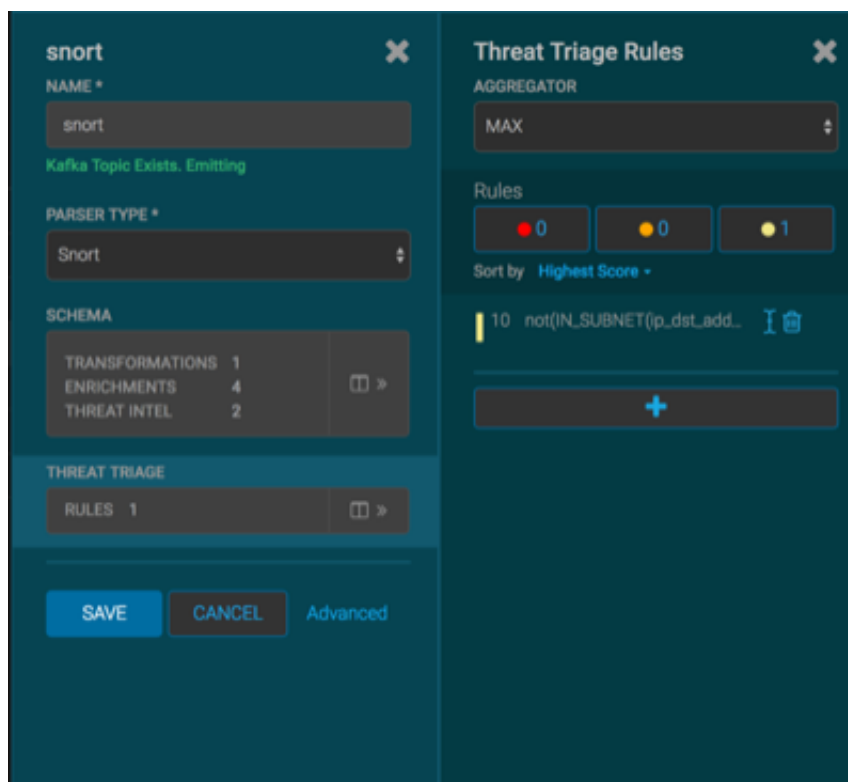 snort
NAME *
snort
Kafka Topic Exists. Emitting
PARSER TYPE *
Snort
SCHEMA
TRANSFORMATIONS 1
ENRICHMENTS 4
THREAT INTEL 2
THREAT TRIAGE
RULES 1
SAVE CANCEL Advanced
Threat Triage Rules
AGGREGATOR
MAX
Rules
0 0 1
Sort by Highest Score
10 not(IN_SUBNET(ip_dst_add...